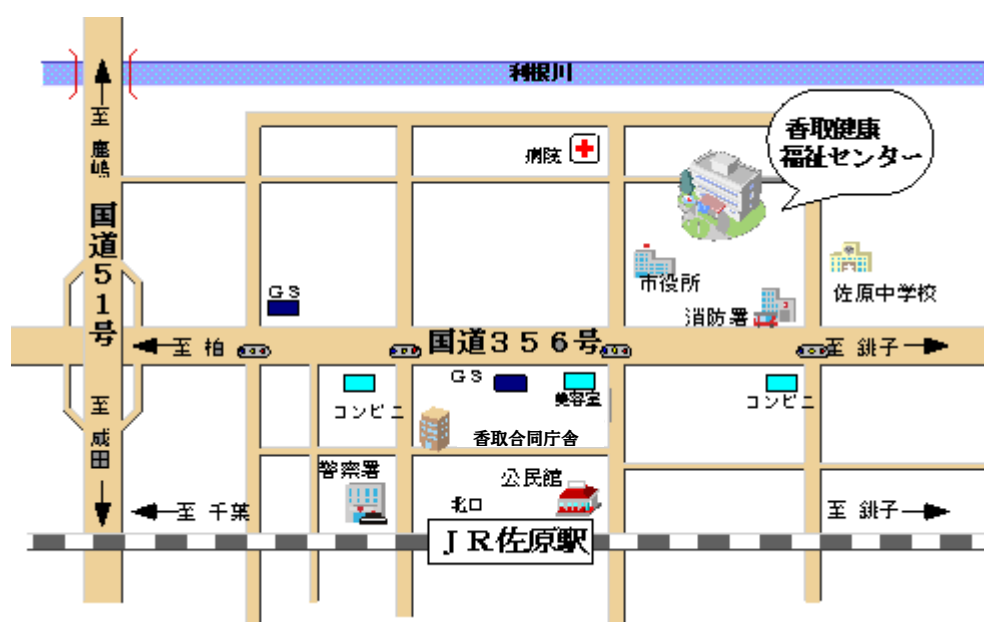 利根川
至
鹿嶋
香取健康
福祉センター
病院
国道51号
市役所
佐原中学校
GS
消防署
至 柏
国道356号
至 銚子
GS
美容室
コンビニ
コンビニ
至
成田
香取合同庁舎
警察署
公民館
至 千葉
北口
至 銚子
JR佐原駅